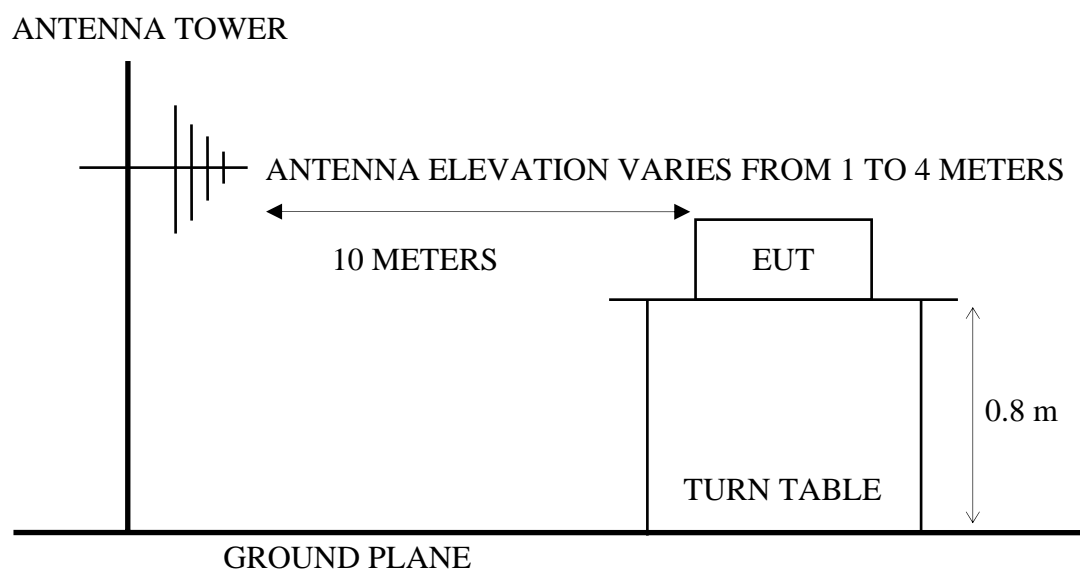 ANTENNA TOWER
ANTENNA ELEVATION VARIES FROM 1 TO 4 METERS
10 METERS
EUT
0.8 m
TURN TABLE
GROUND PLANE